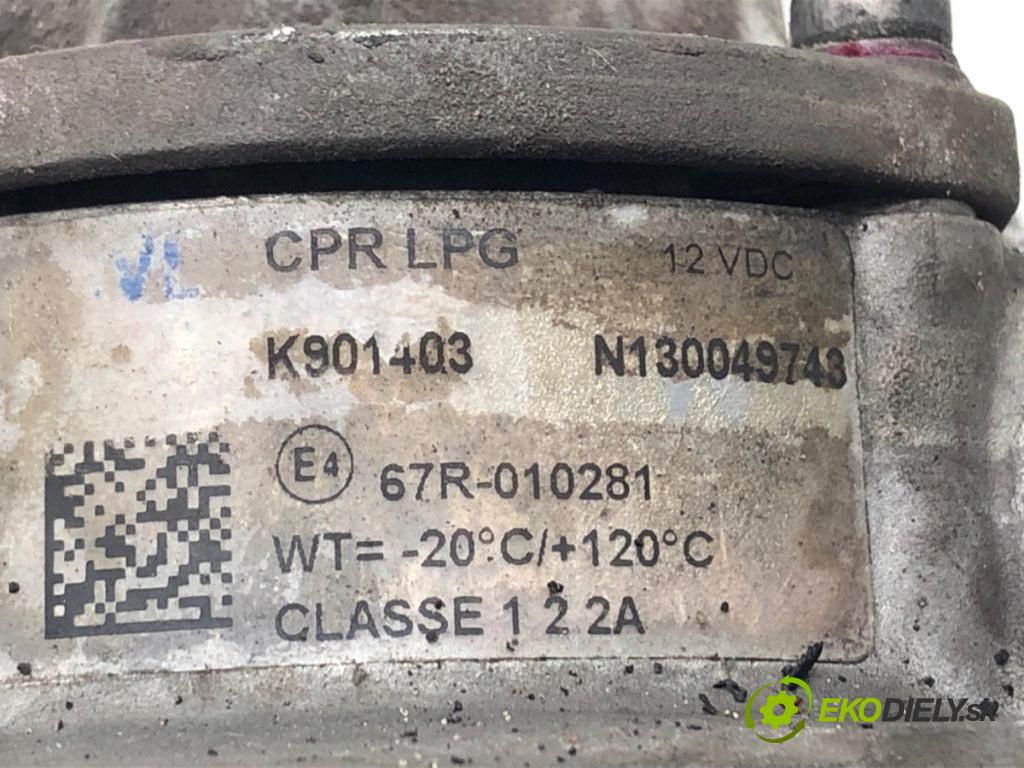 VL
CPR LPG 12 VDC
K901403 N130049743
E4 67R-010281
WT= -20°C/+120°C
CLASSE 1 2 2A
EKODIELY.SK